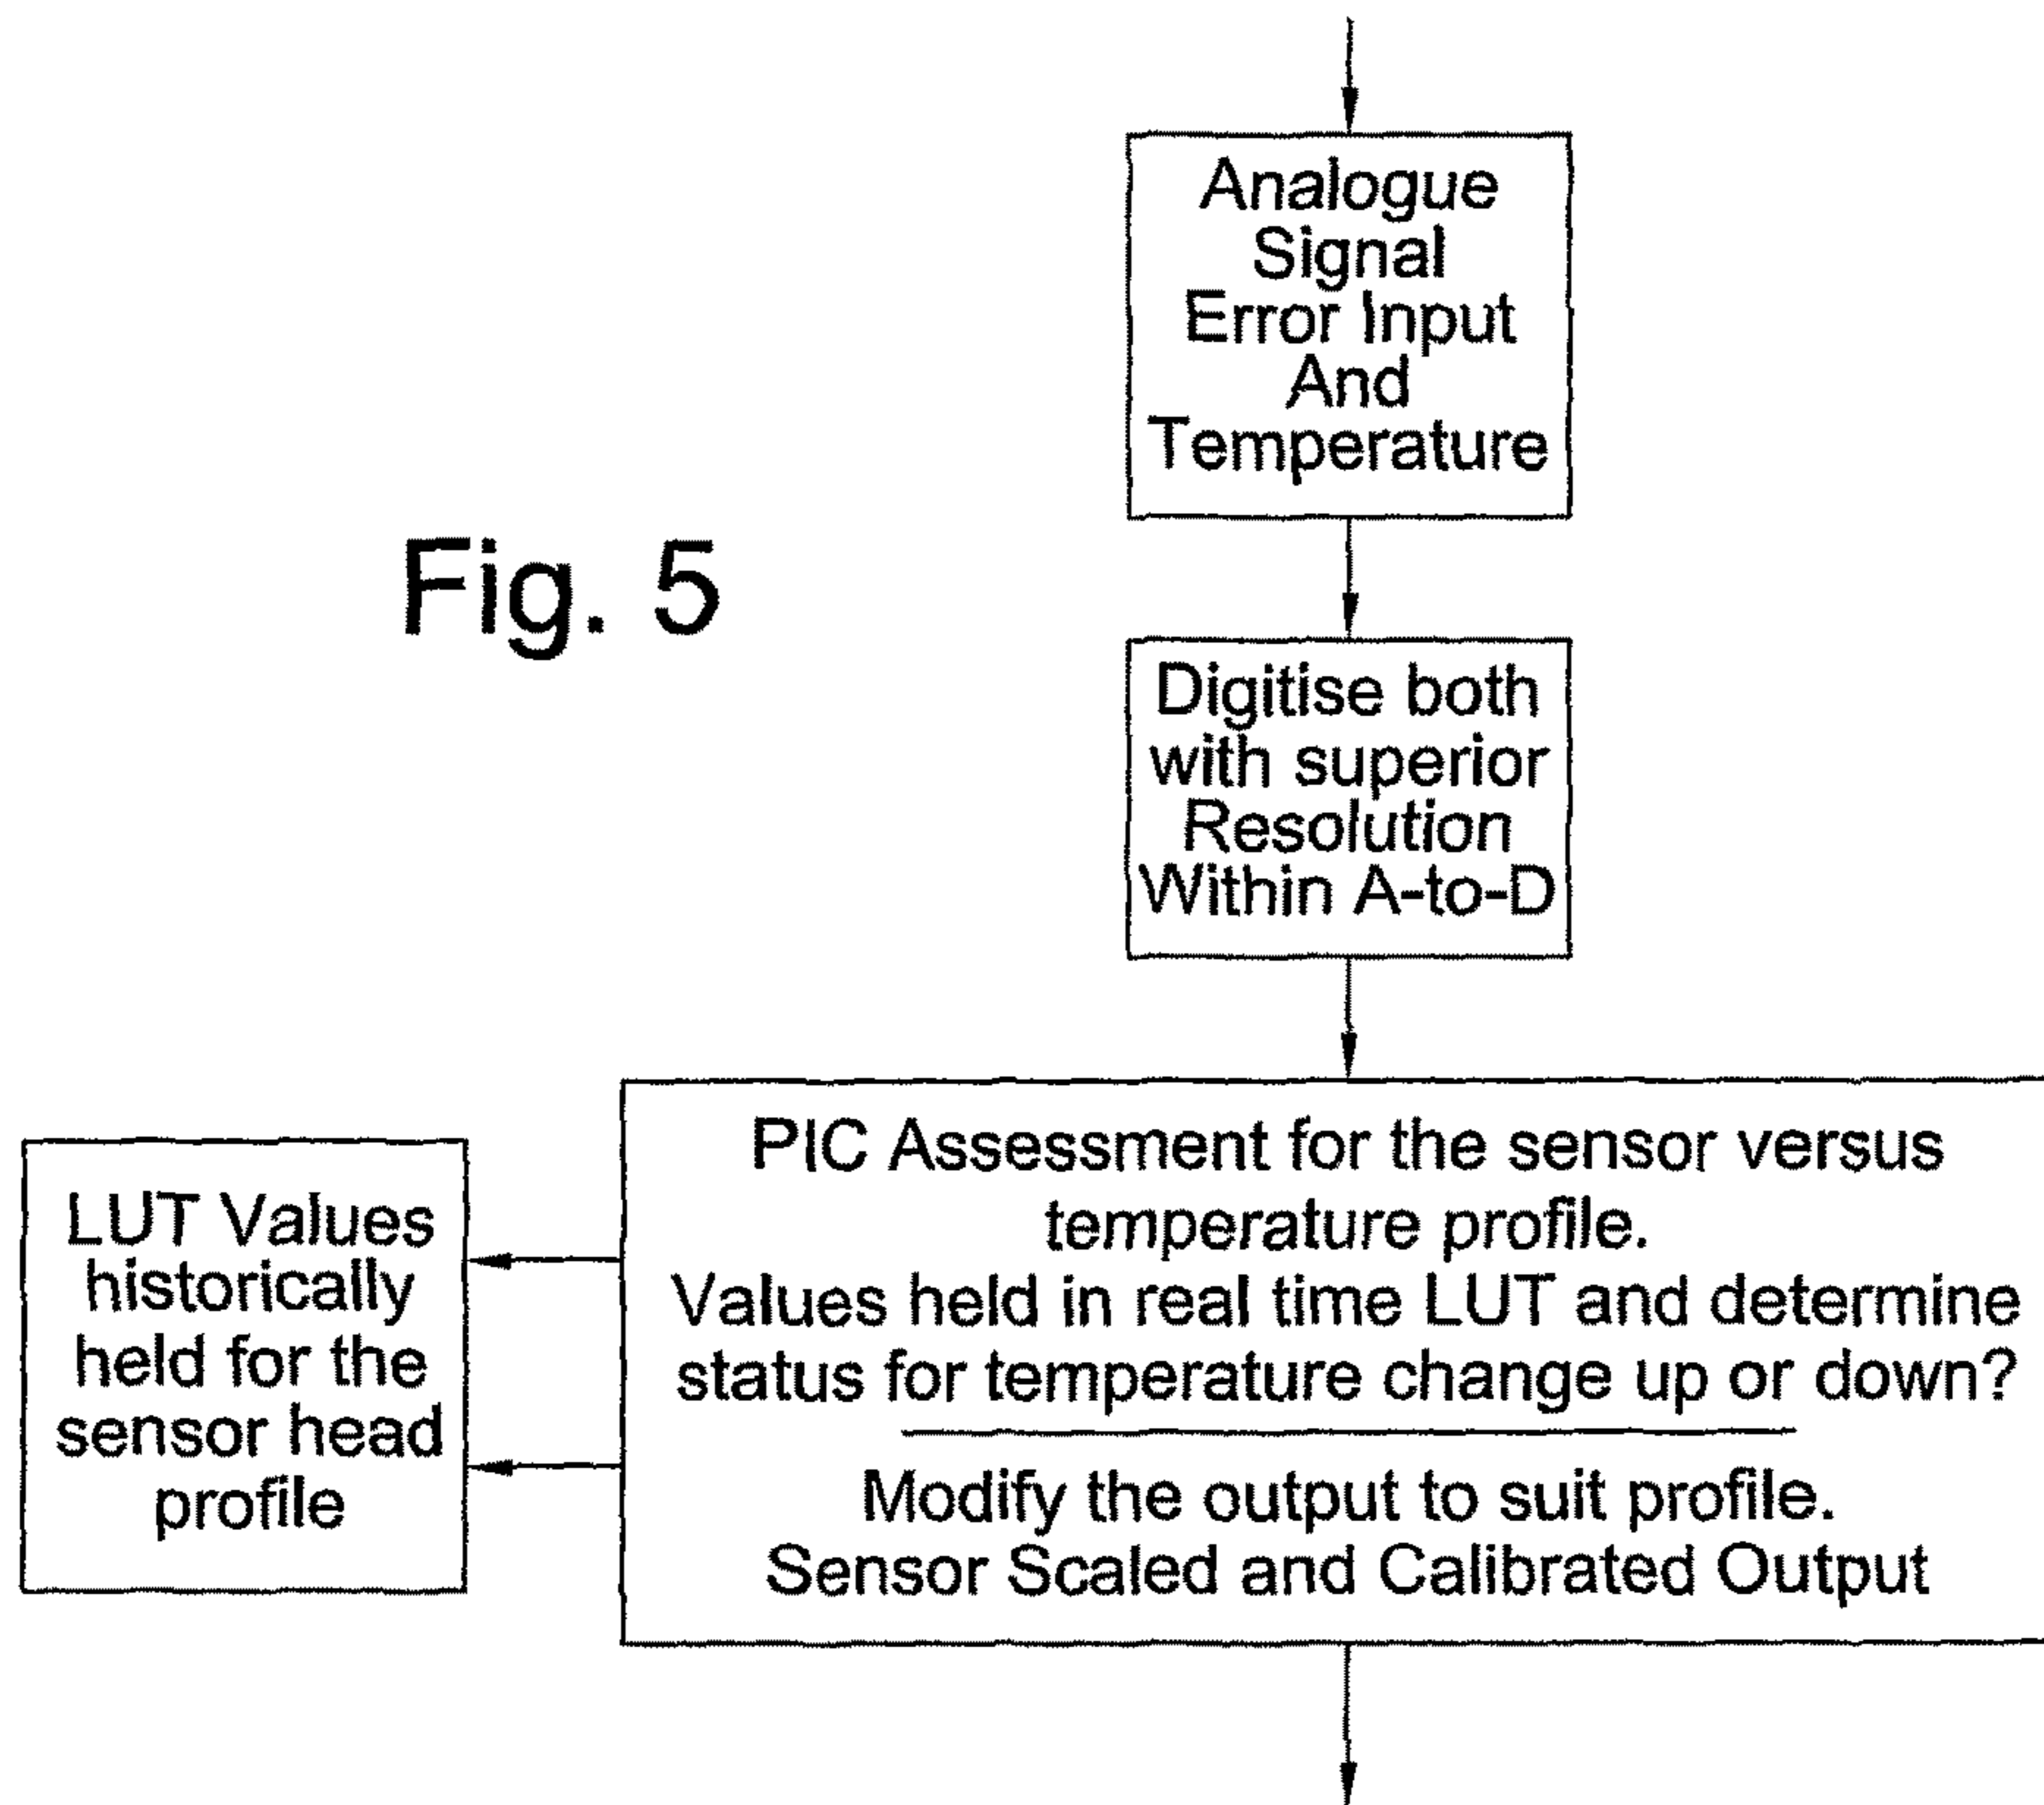 Analogue
Signal
Error Input
And
Temperature
Fig. 5
Digitise both
with superior
Resolution
Within A-to-D
PIC Assessment for the sensor versus
temperature profile.
Values held in real time LUT and determine
status for temperature change up or down?
Modify the output to suit profile.
Sensor Scaled and Calibrated Output
LUT Values
historically
held for the
sensor head
profile